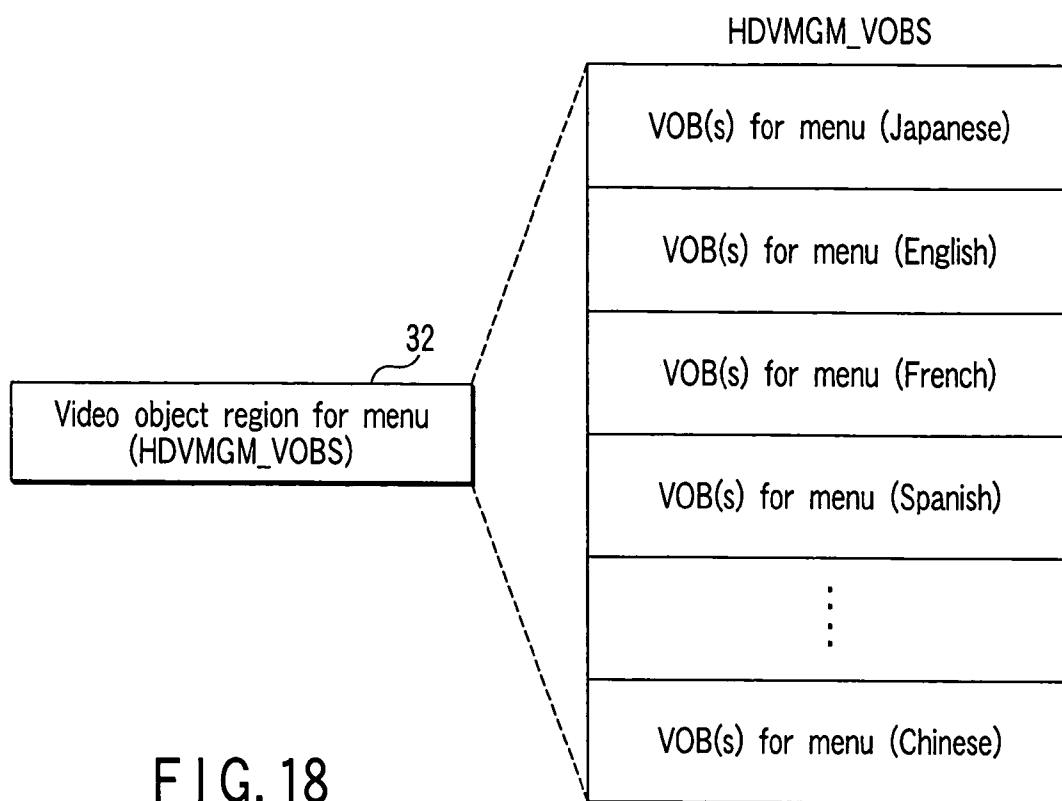 HDVMGM_VOBS
VOB(s) for menu (Japanese)
VOB(s) for menu (English)
VOB(s) for menu (French)
VOB(s) for menu (Spanish)
VOB(s) for menu (Chinese)
32
Video object region for menu
(HDVMGM_VOBS)
FIG. 18